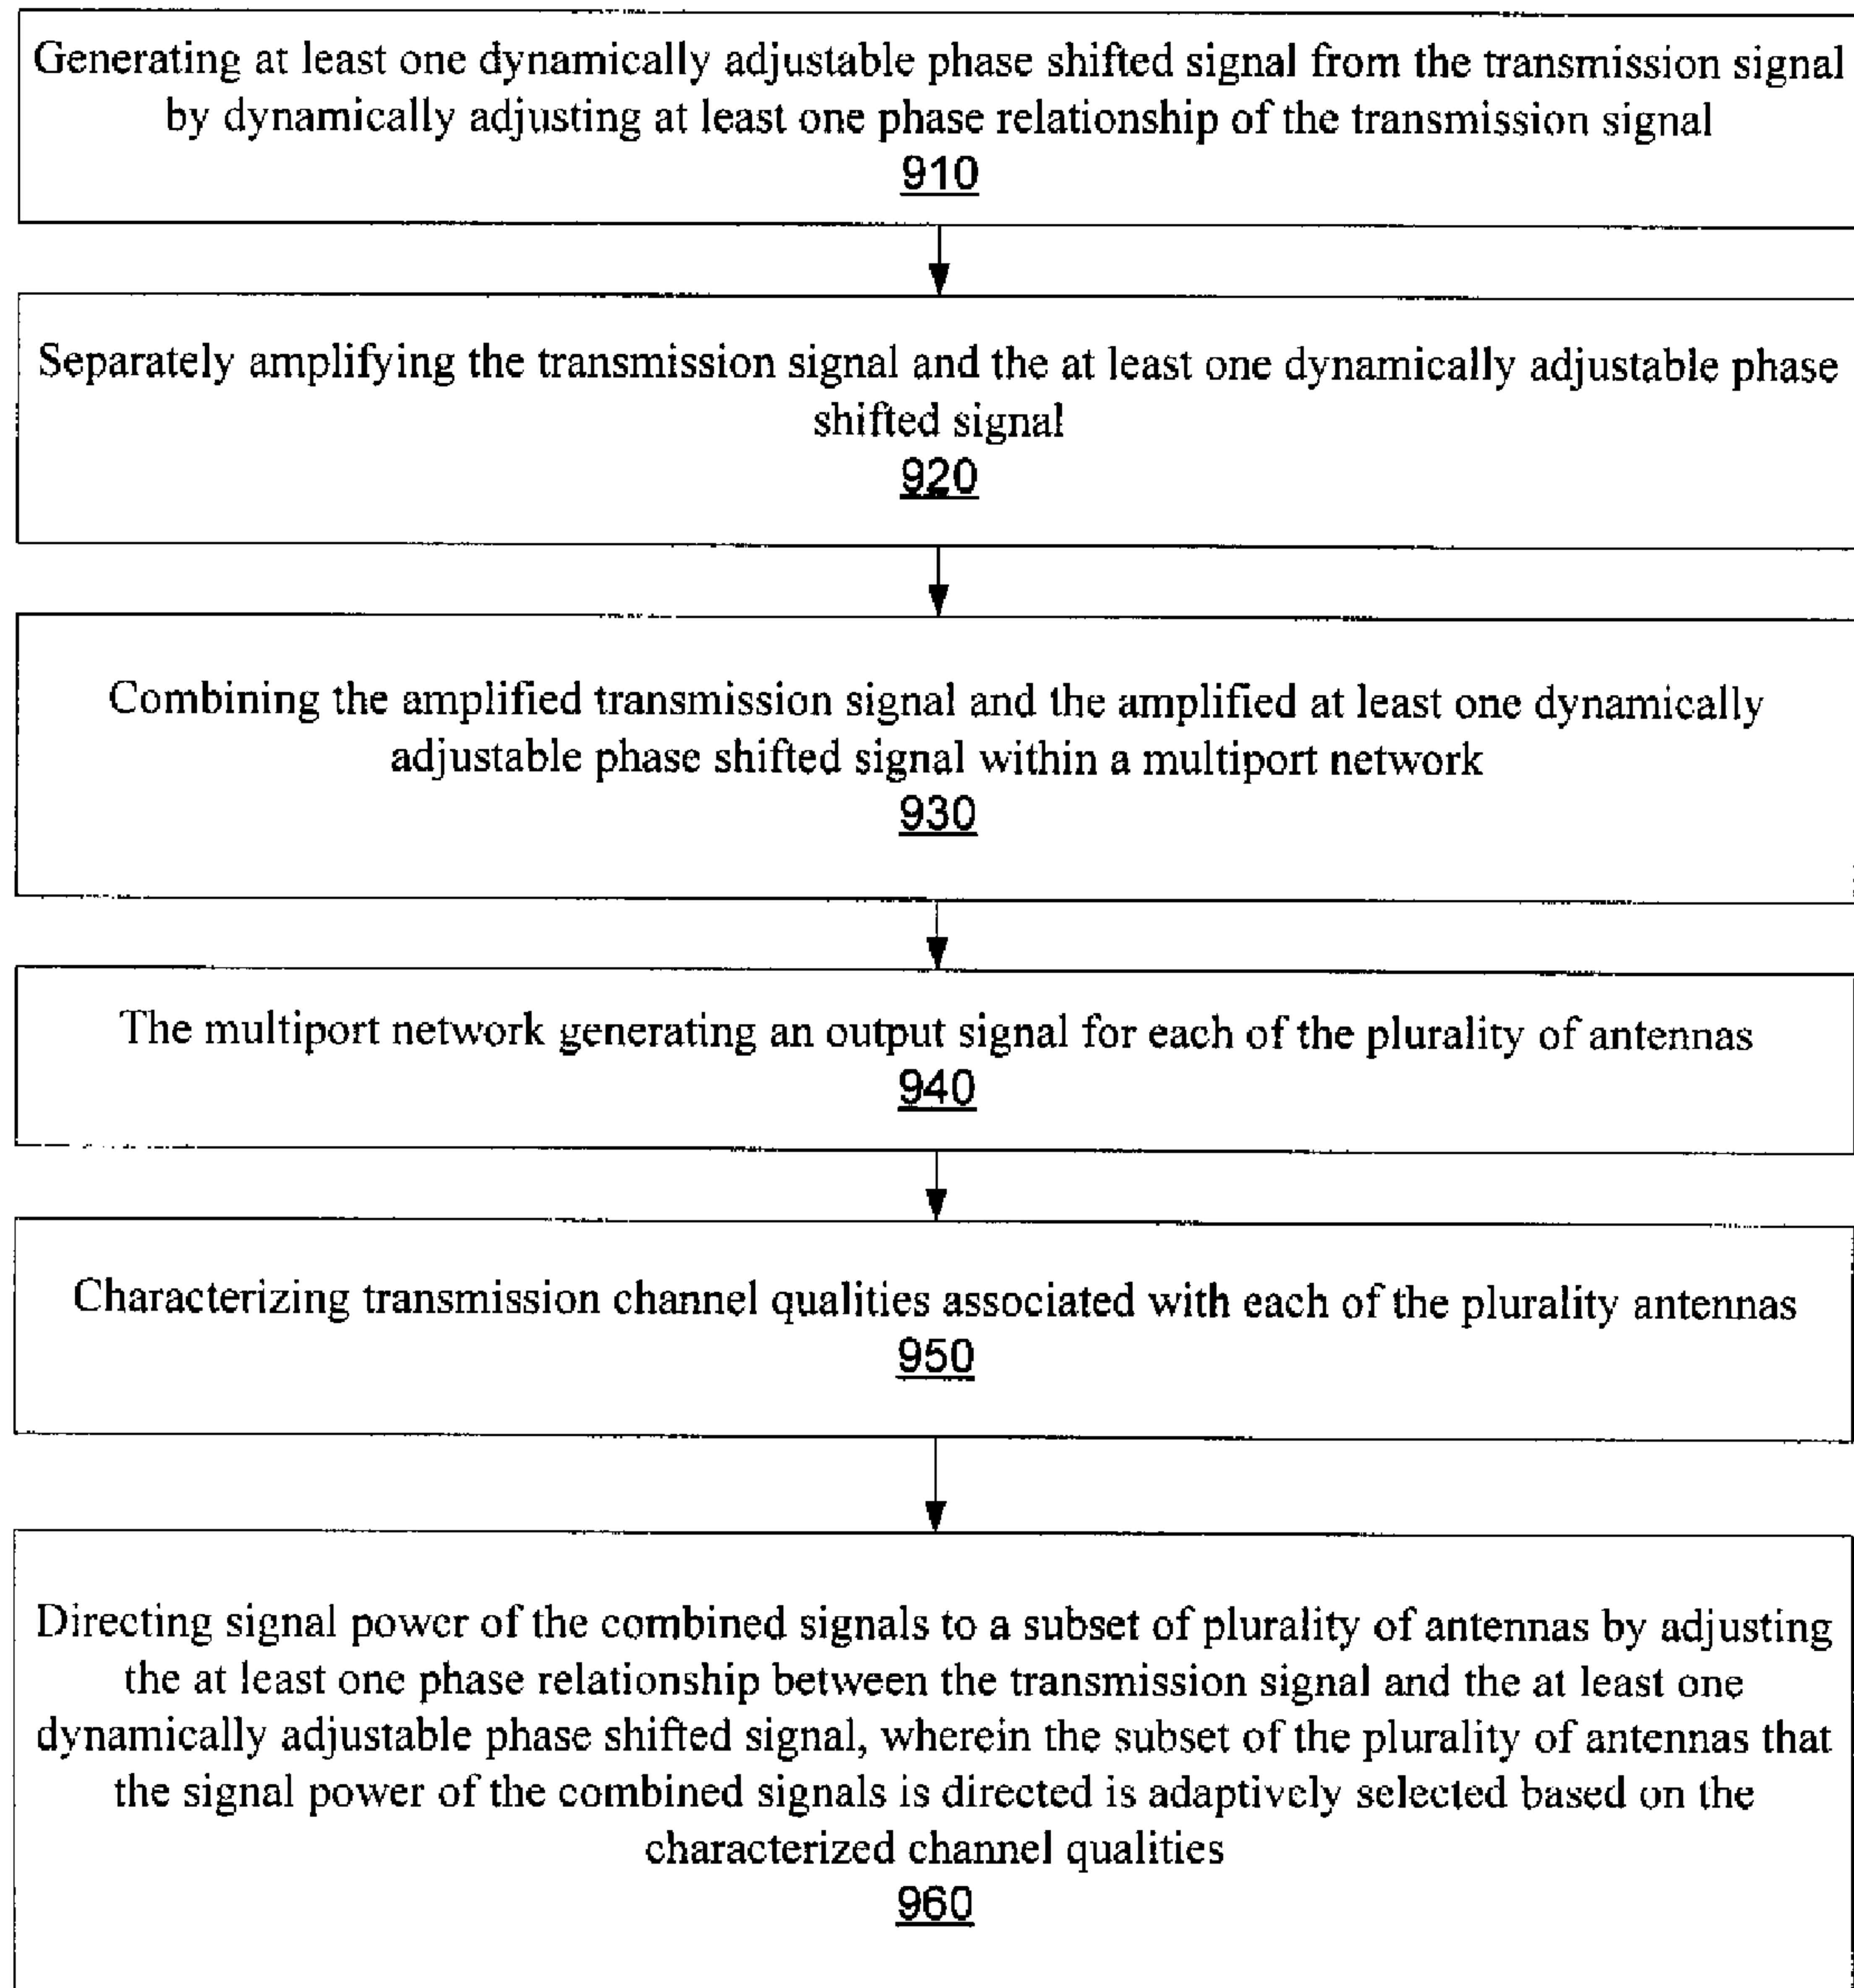 Generating at least one dynamically adjustable phase shifted signal from the transmission signal
by dynamically adjusting at least one phase relationship of the transmission signal
910
Separately amplifying the transmission signal and the at least one dynamically adjustable phase
shifted signal
920
Combining the amplified transmission signal and the amplified at least one dynamically
adjustable phase shifted signal within a multiport network
930
The multiport network generating an output signal for each of the plurality of antennas
940
Characterizing transmission channel qualities associated with each of the plurality antennas
950
Directing signal power of the combined signals to a subset of plurality of antennas by adjusting
the at least one phase relationship between the transmission signal and the at least one
dynamically adjustable phase shifted signal, wherein the subset of the plurality of antennas that
the signal power of the combined signals is directed is adaptively selected based on the
characterized channel qualities
960